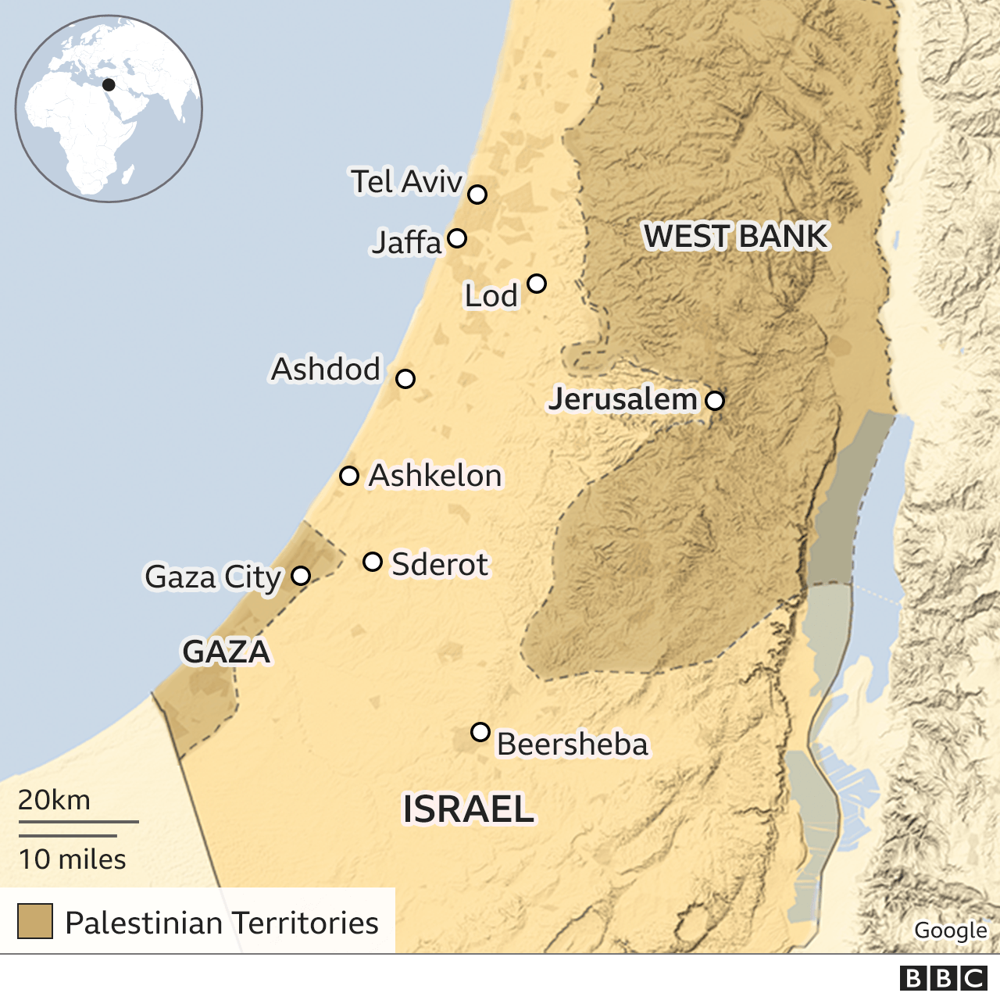 Tel Aviv
Jaffa
WEST BANK
Lod
Ashdod
Jerusalem
Ashkelon
Sderot
Gaza City
GAZA
Beersheba
ISRAEL
20km
10 miles
Palestinian Territories
Google
BBC